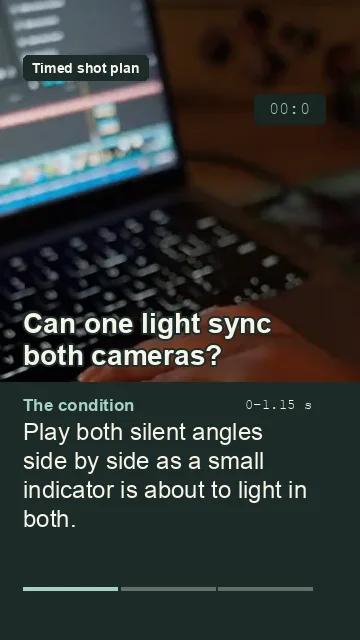 Timed shot plan
00:0
Can one light sync
both cameras?
The condition
0–1.15 s
Play both silent angles
side by side as a small
indicator is about to light in
both.